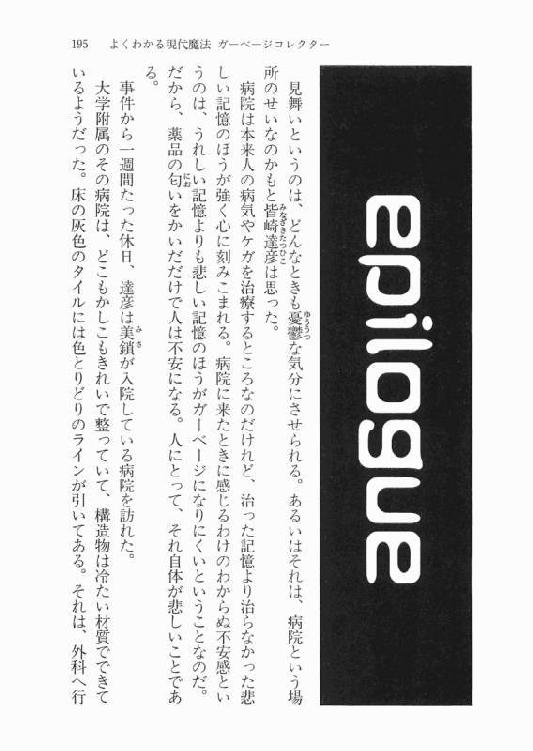 195　よくわかる現代魔法 ガーベージコレクター
epilogue
見舞いというのは、どんなときも憂鬱な気分にさせられる。あるいはそれは、病院という場
所のせいなのかもと皆崎達彦は思った。
病院は本来人の病気やケガを治療するところなのだけれど、治った記憶より治らなかった悲
しい記憶のほうが強く心に刻みこまれる。病院に来たときに感じるわけのわからぬ不安感とい
うのは、うれしい記憶よりも悲しい記憶のほうがガーベージになりにくいということなのだ。
だから、薬品の匂いをかいだだけで人は不安になる。人にとって、それ自体が悲しいことであ
る。
事件から一週間たった休日、達彦は美鎖が入院している病院を訪れた。
大学附属のその病院は、どこもかしこもきれいで整っていて、構造物は冷たい材質でできて
いるようだった。床の灰色のタイルには色とりどりのラインが引いてある。それは、外科へ行